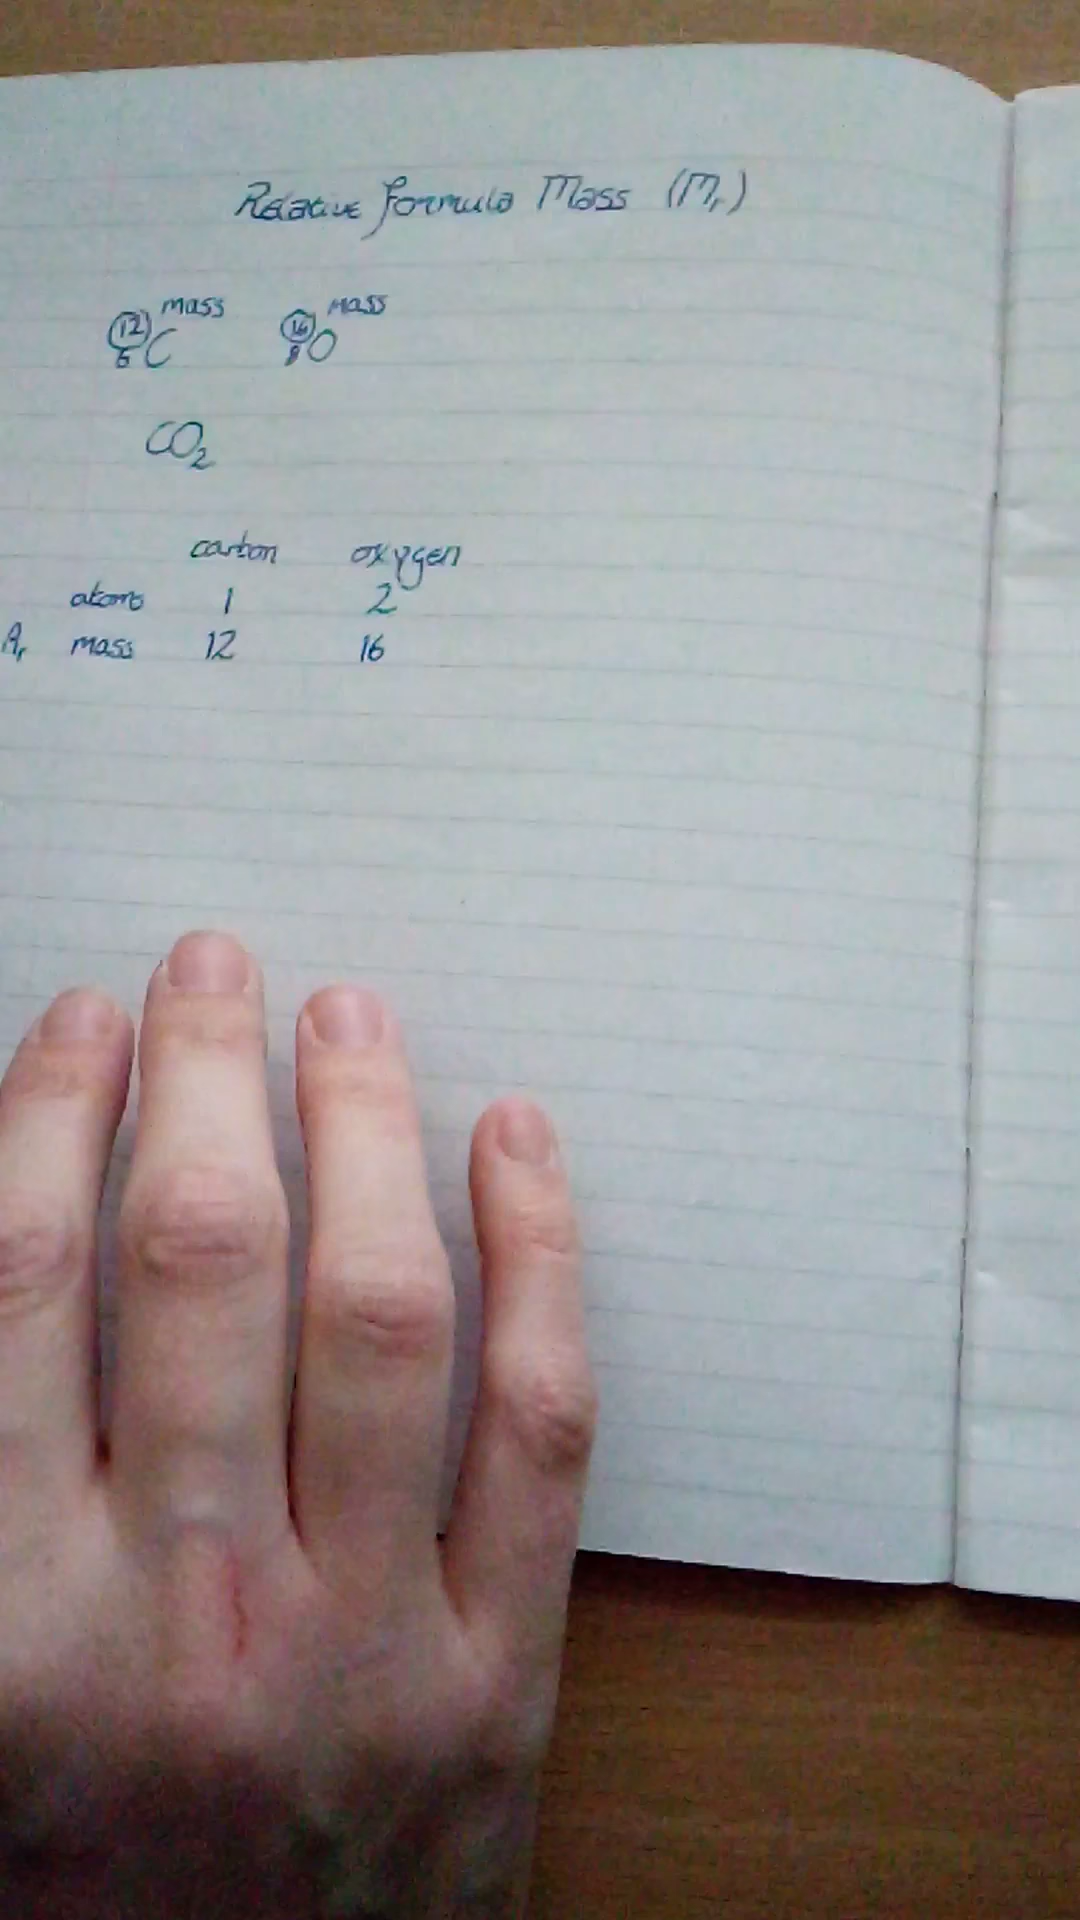 Relative Formula Mass (Mr)
mass mass
12 6 C 16 8 O
CO2
carbon oxygen
atoms 1 2
Ar mass 12 16